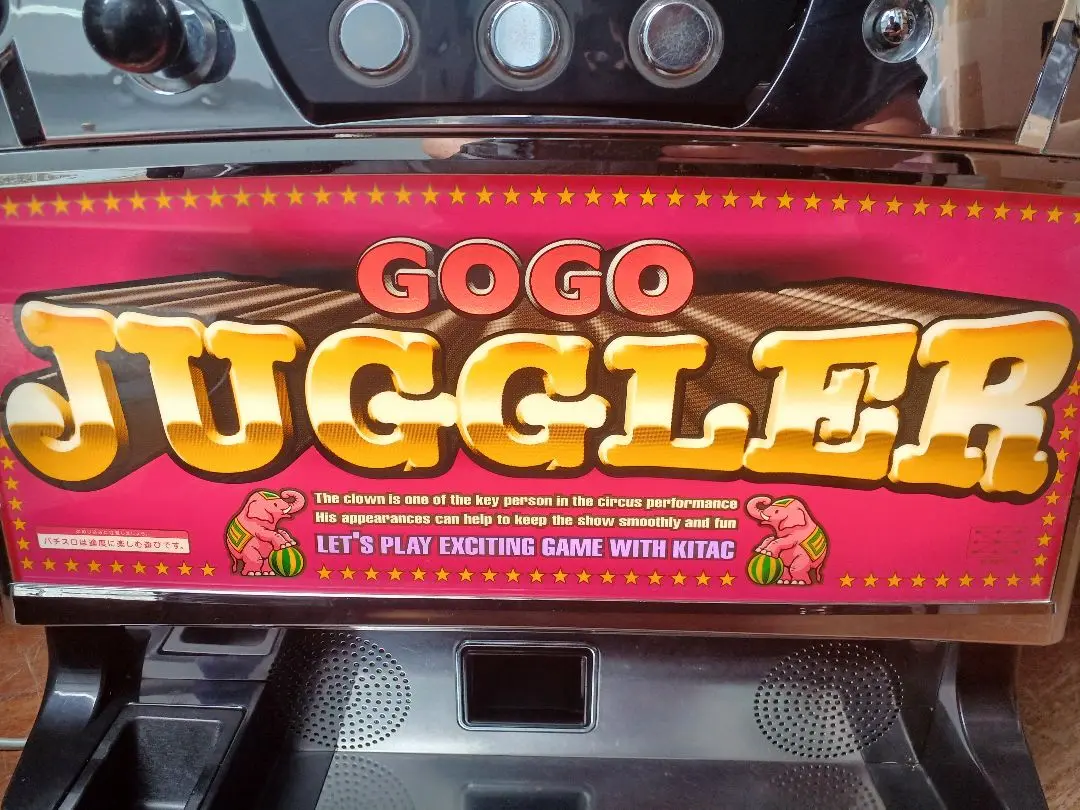 GOGO
JUGGLER
The clown is one of the key person in the circus performance
His appearances can help to keep the show smoothly and fun
LET'S PLAY EXCITING GAME WITH KITAC
パチスロは適度に楽しむ遊びです。